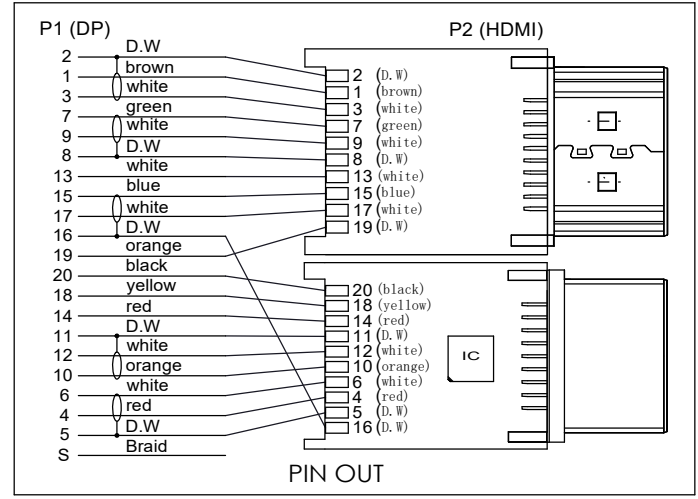 P1 (DP) P2 (HDMI)
2 D.W
1 brown
3 white
7 green
9 white
8 D.W
13 white
15 blue
17 white
16 D.W
19 orange
20 black
18 yellow
14 red
11 D.W
12 white
10 orange
6 white
4 red
5 D.W
S Braid
2 (D.W)
1 (brown)
3 (white)
7 (green)
9 (white)
8 (D.W)
13 (white)
15 (blue)
17 (white)
19 (D.W)
20 (black)
18 (yellow)
14 (red)
11 (D.W)
12 (white)
10 (orange)
6 (white)
4 (red)
5 (D.W)
16 (D.W)
IC
PIN OUT